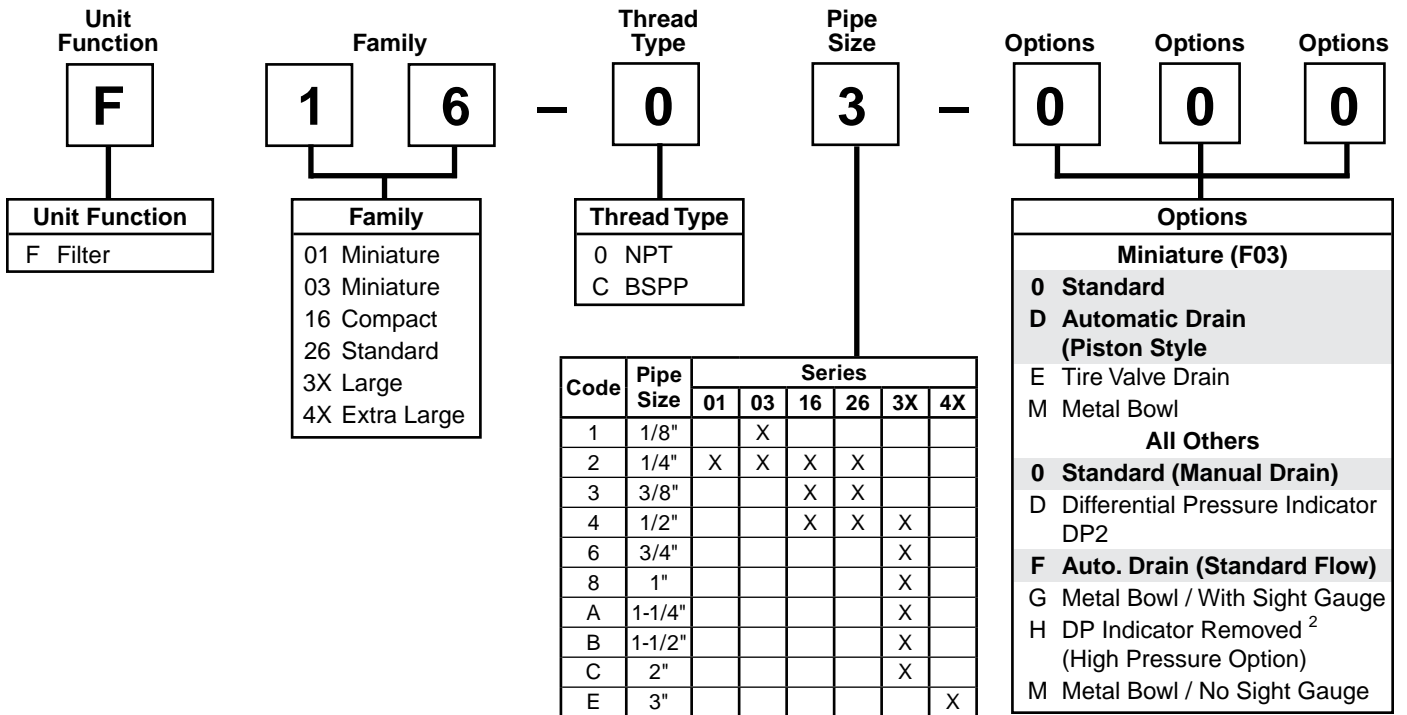 Unit Function
Family
Thread Type
Pipe Size
Options
Options
Options
F 1 6 – 0 3 – 0 0 0
Unit Function
F Filter
Family
01 Miniature
03 Miniature
16 Compact
26 Standard
3X Large
4X Extra Large
Thread Type
0 NPT
C BSPP
Code Pipe Size Series
01 03 16 26 3X 4X
1 1/8" X
2 1/4" X X X X
3 3/8" X X
4 1/2" X X X
6 3/4" X
8 1" X
A 1-1/4" X
B 1-1/2" X
C 2" X
E 3" X
Options
Miniature (F03)
0 Standard
D Automatic Drain
(Piston Style
E Tire Valve Drain
M Metal Bowl
All Others
0 Standard (Manual Drain)
D Differential Pressure Indicator
DP2
F Auto. Drain (Standard Flow)
G Metal Bowl / With Sight Gauge
H DP Indicator Removed 2
(High Pressure Option)
M Metal Bowl / No Sight Gauge